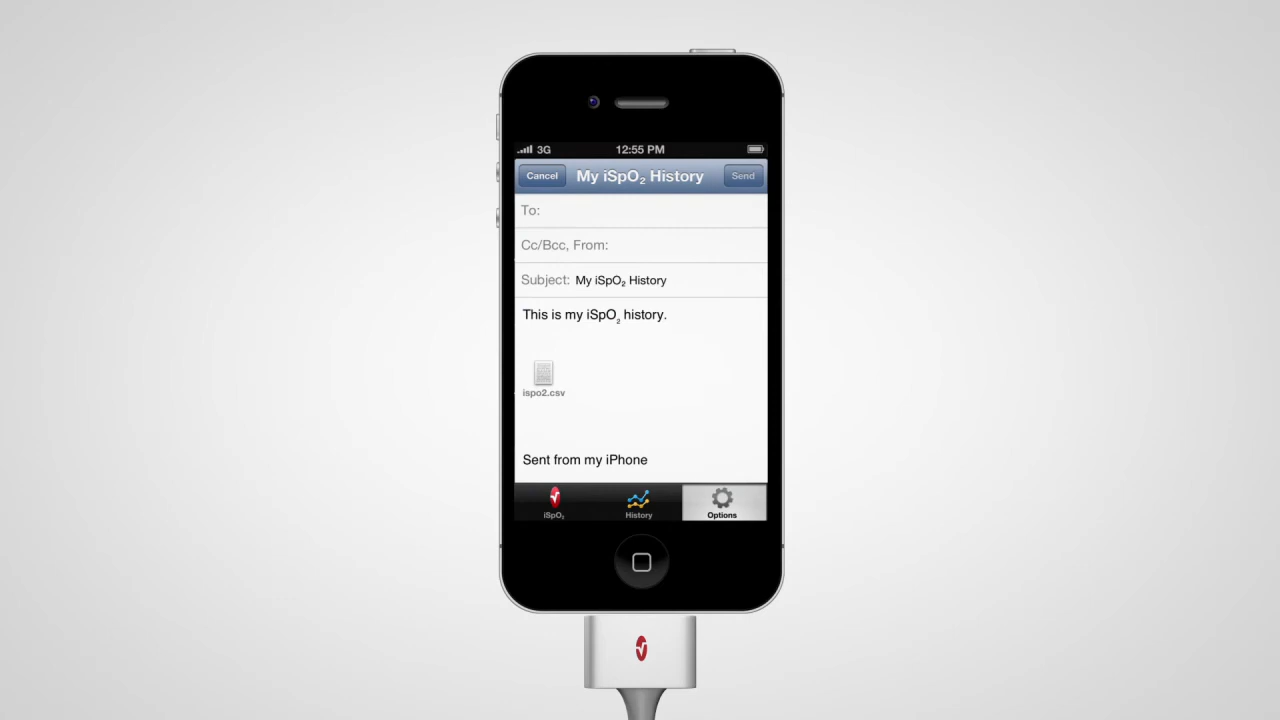 3G 12:55 PM
Cancel My iSpO₂ History Send
To:
Cc/Bcc, From:
Subject: My iSpO₂ History
This is my iSpO₂ history.
ispo2.csv
Sent from my iPhone
iSpO₂ History Options